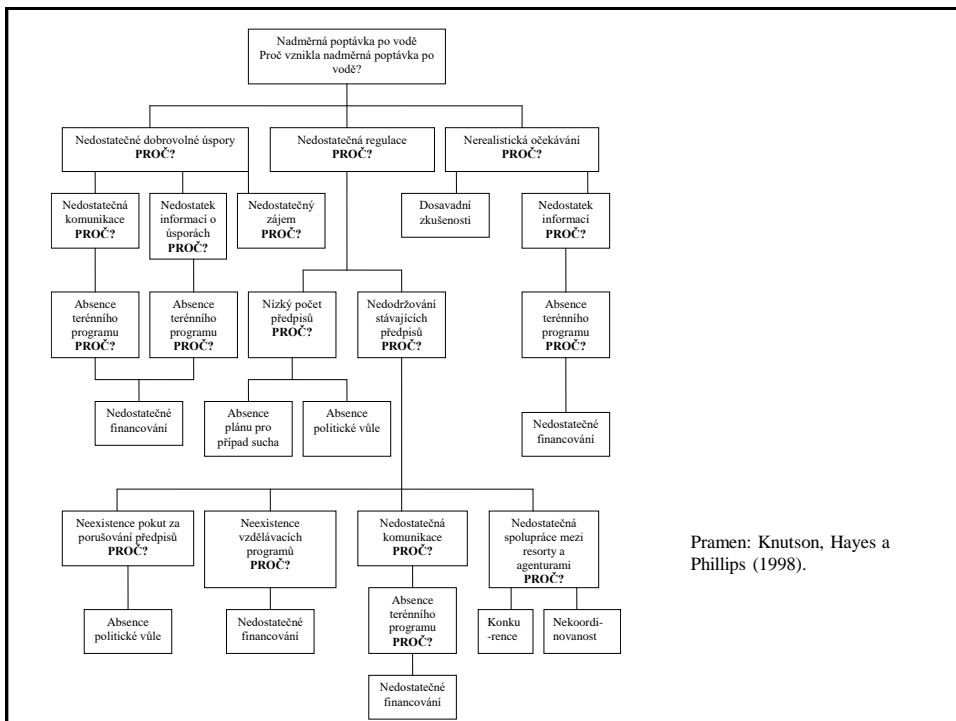 Nadměrná poptávka po vodě
Proč vznikla nadměrná poptávka po
vodě?
Nedostatečné dobrovolné úspory
PROČ?
Nedostatečná regulace
PROČ?
Nerealistická očekávání
PROČ?
Nedostatečná
komunikace
PROČ?
Nedostatek
informací o
úsporách
PROČ?
Nedostatečný
zájem
PROČ?
Dosavadní
zkušenosti
Nedostatek
informací
PROČ?
Absence
terénního
programu
PROČ?
Absence
terénního
programu
PROČ?
Nízký počet
předpisů
PROČ?
Nedodržování
stávajících
předpisů
PROČ?
Absence
terénního
programu
PROČ?
Nedostatečné
financování
Absence
plánu pro
případ sucha
Absence
politické vůle
Nedostatečné
financování
Neexistence pokut za
porušování předpisů
PROČ?
Neexistence
vzdělávacích
programů
PROČ?
Nedostatečná
komunikace
PROČ?
Nedostatečná
spolupráce mezi
resorty a
agenturami
PROČ?
Pramen: Knutson, Hayes a
Phillips (1998).
Absence
politické vůle
Nedostatečné
financování
Absence
terénního
programu
PROČ?
Konku
-rence
Nekoordi-
novanost
Nedostatečné
financování